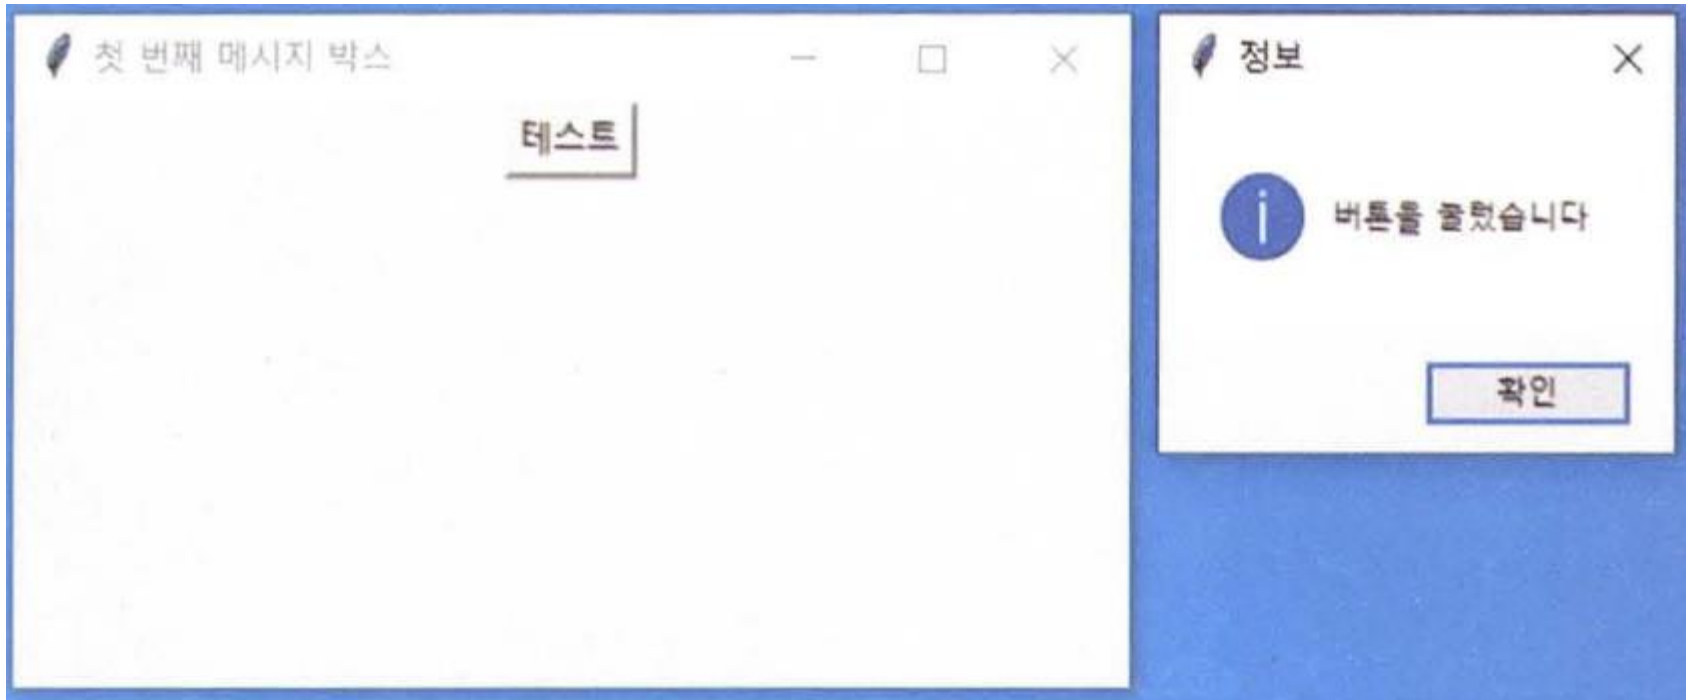 첫 번째 메시지 박스
테스트
정보
버튼을 눌렀습니다
확인